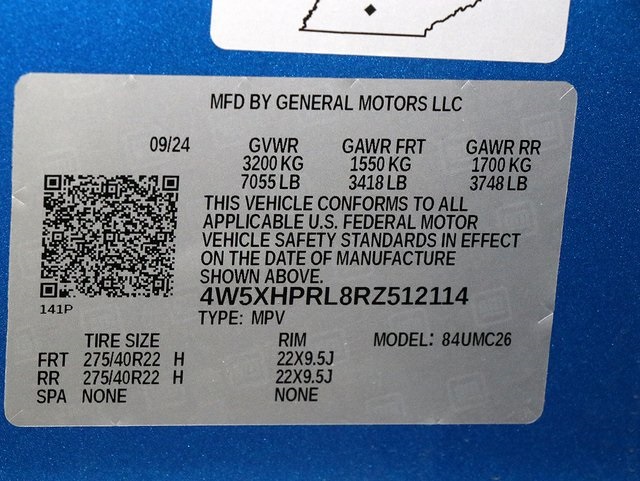 MFD BY GENERAL MOTORS LLC
09/24 GVWR GAWR FRT GAWR RR
3200 KG 1550 KG 1700 KG
7055 LB 3418 LB 3748 LB
THIS VEHICLE CONFORMS TO ALL
APPLICABLE U.S. FEDERAL MOTOR
VEHICLE SAFETY STANDARDS IN EFFECT
ON THE DATE OF MANUFACTURE
SHOWN ABOVE.
4W5XHPRL8RZ512114
141P
TYPE: MPV
TIRE SIZE RIM MODEL: 84UMC26
FRT 275/40R22 H 22X9.5J
RR 275/40R22 H 22X9.5J
SPA NONE NONE